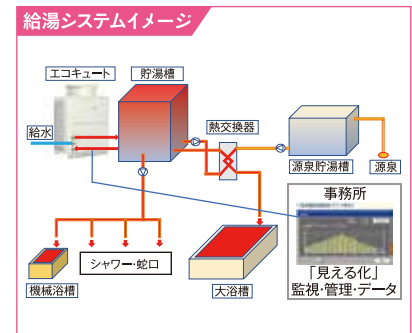 給湯システムイメージ
エコキュート
貯湯槽
熱交換器
給水
源泉貯湯槽
源泉
事務所
「見える化」
監視・管理・データ
シャワー・蛇口
機械浴槽
大浴槽